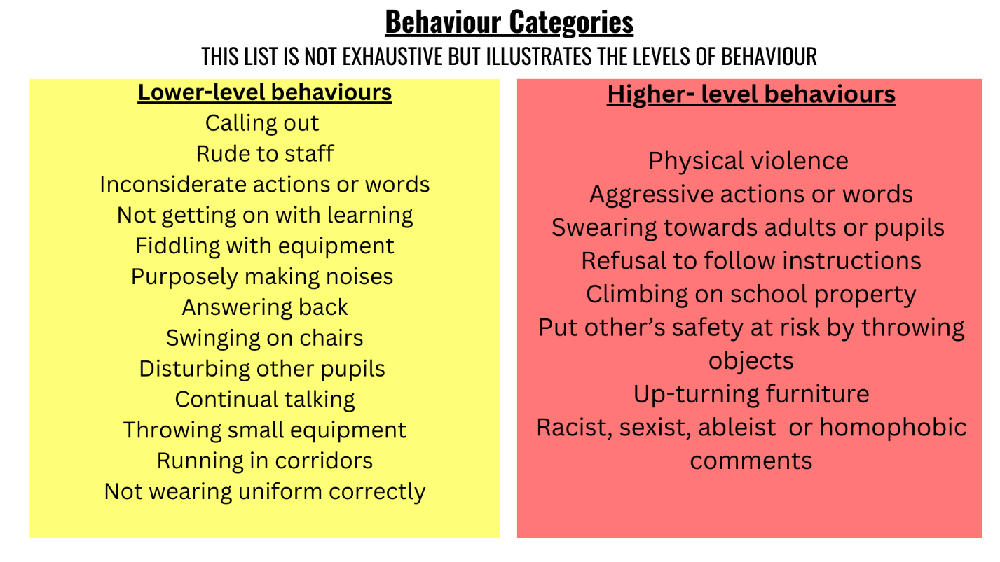 Behaviour Categories
THIS LIST IS NOT EXHAUSTIVE BUT ILLUSTRATES THE LEVELS OF BEHAVIOUR
Lower-level behaviours
Calling out
Rude to staff
Inconsiderate actions or words
Not getting on with learning
Fiddling with equipment
Purposely making noises
Answering back
Swinging on chairs
Disturbing other pupils
Continual talking
Throwing small equipment
Running in corridors
Not wearing uniform correctly
Higher- level behaviours
Physical violence
Aggressive actions or words
Swearing towards adults or pupils
Refusal to follow instructions
Climbing on school property
Put other’s safety at risk by throwing
objects
Up-turning furniture
Racist, sexist, ableist  or homophobic
comments